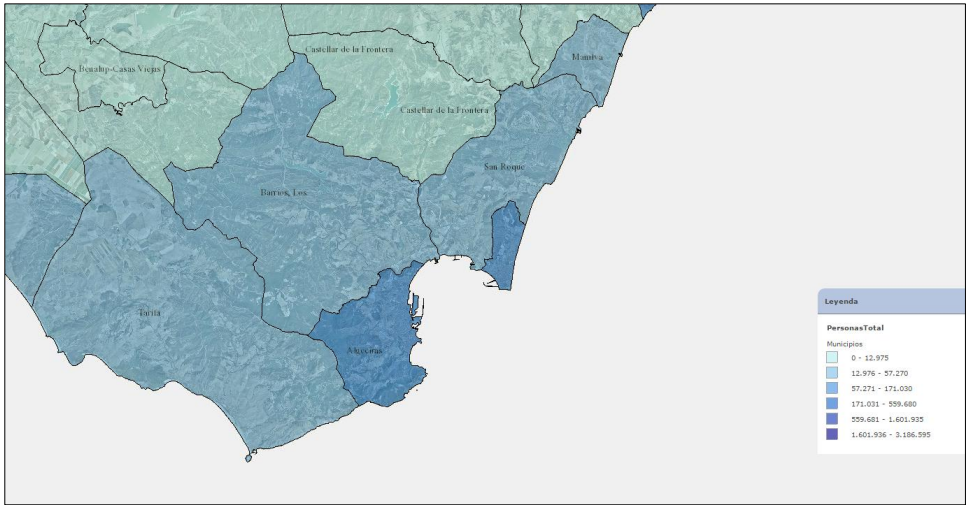 Castellar de la Frontera
Manilva
Benalup-Casas Viejas
Castellar de la Frontera
San Roque
Barrios, Los
Tarifa
Algeciras
Leyenda
PersonasTotal
Municipios
0 - 12.975
12.976 - 57.270
57.271 - 171.030
171.031 - 559.680
559.681 - 1.601.935
1.601.936 - 3.186.595